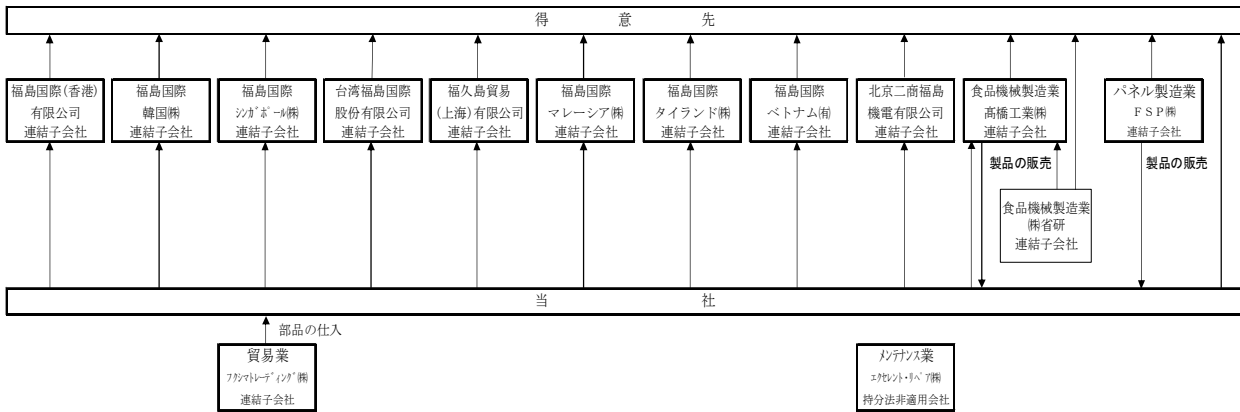 得意先
福島国際(香港)
有限公司
連結子会社
福島国際
韓国㈱
連結子会社
福島国際
ｼﾝｶﾞﾎﾟｰﾙ㈱
連結子会社
台湾福島国際
股份有限公司
連結子会社
福久島貿易
(上海)有限公司
連結子会社
福島国際
マレーシア㈱
連結子会社
福島国際
タイランド㈱
連結子会社
福島国際
ベトナム㈲
連結子会社
北京二商福島
機電有限公司
連結子会社
食品機械製造業
髙橋工業㈱
連結子会社
パネル製造業
ＦＳＰ㈱
連結子会社
製品の販売
製品の販売
食品機械製造業
㈱省研
連結子会社
当社
部品の仕入
貿易業
ﾌｸｼﾏﾄﾚｰﾃﾞｨﾝｸﾞ㈱
連結子会社
ﾒﾝﾃﾅﾝｽ業
ｴｸｾﾚﾝﾄ・ﾘﾍﾟｱ㈱
持分法非適用会社